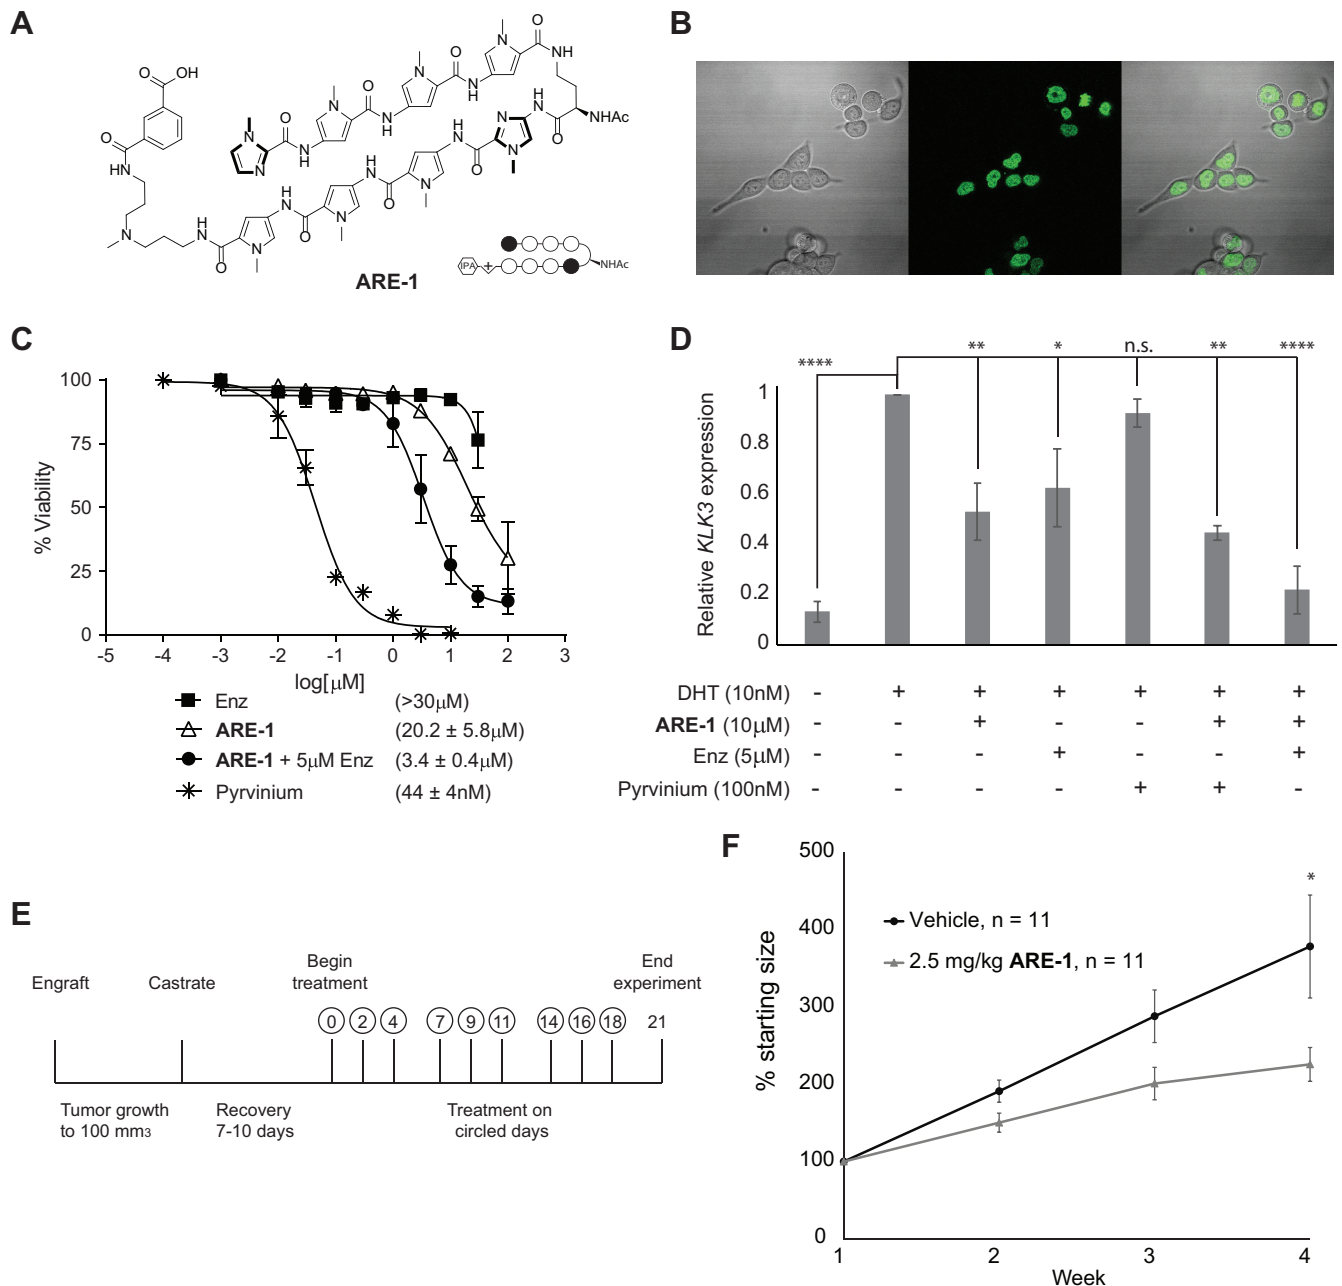 A
N
N
N
N
N
N
O
O
O
O
O
OH
NH
N
H
NHAc
IPA
+
NHAc
ARE-1
B
C
100
75
50
25
0
% Viability
-5
-4
-3
-2
-1
0
1
2
3
log[µM]
Enz (>30µM)
ARE-1 (20.2 ± 5.8µM)
ARE-1 + 5µM Enz (3.4 ± 0.4µM)
Pyrvinium (44 ± 4nM)
D
**** ** * n.s. ** ****
1
0.8
0.6
0.4
0.2
0
Relative KLK3 expression
DHT (10nM) - + + + + + +
ARE-1 (10µM) - - + - - + +
Enz (5µM) - - - + - - +
Pyrvinium (100nM) - - - - + + -
E
Engraft
Castrate
Begin
treatment
End
experiment
0 2 4 7 9 11 14 16 18 21
Tumor growth
to 100 mm3
Recovery
7-10 days
Treatment on
circled days
F
500
400
300
200
100
0
% starting size
*
Vehicle, n = 11
2.5 mg/kg ARE-1, n = 11
1 2 3 4
Week